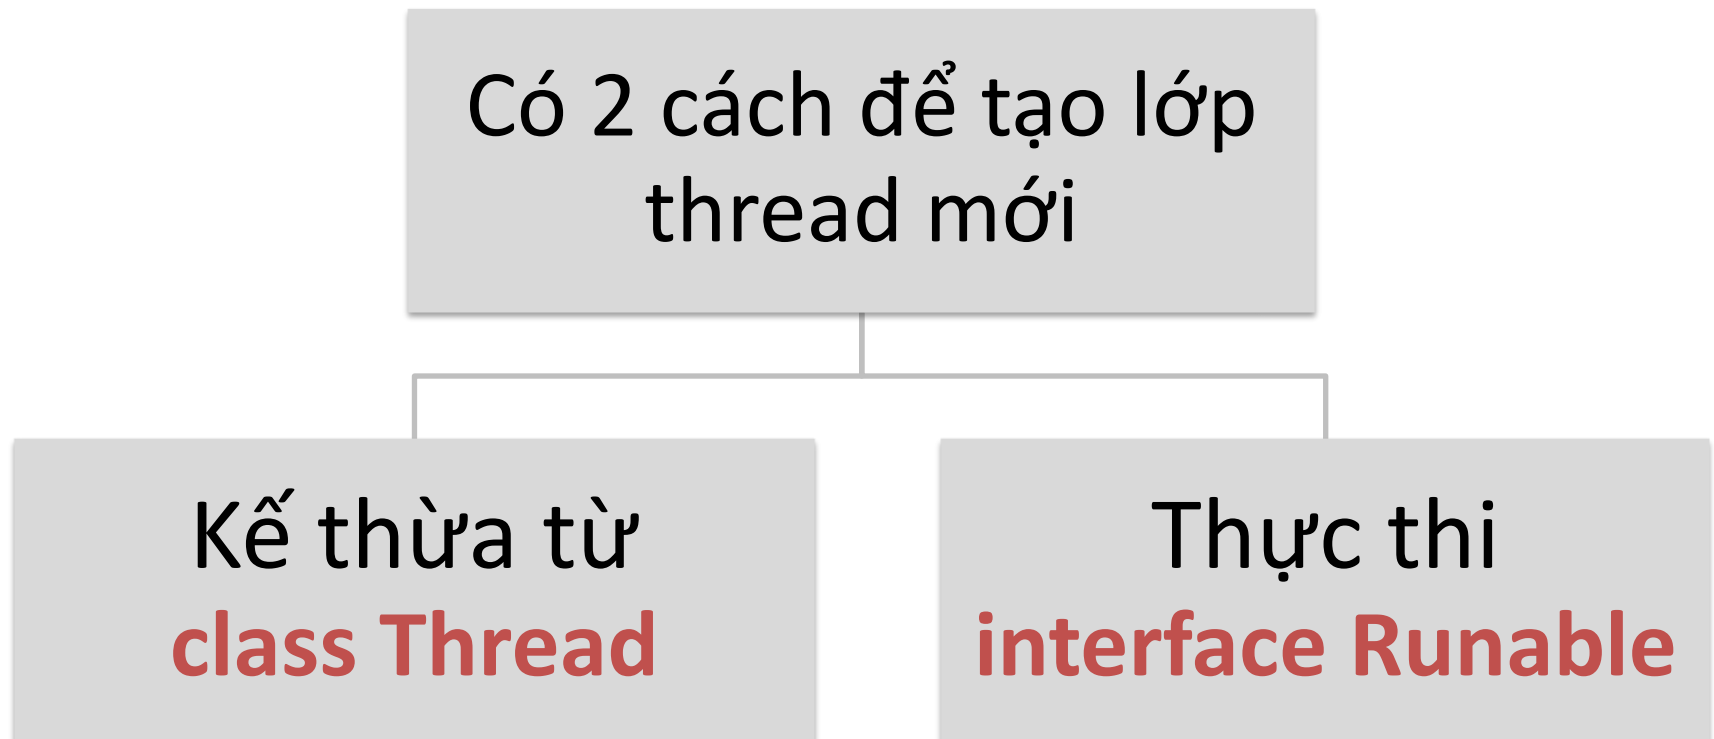 Có 2 cách để tạo lớp
thread mới
Kế thừa từ
class Thread
Thực thi
interface Runable